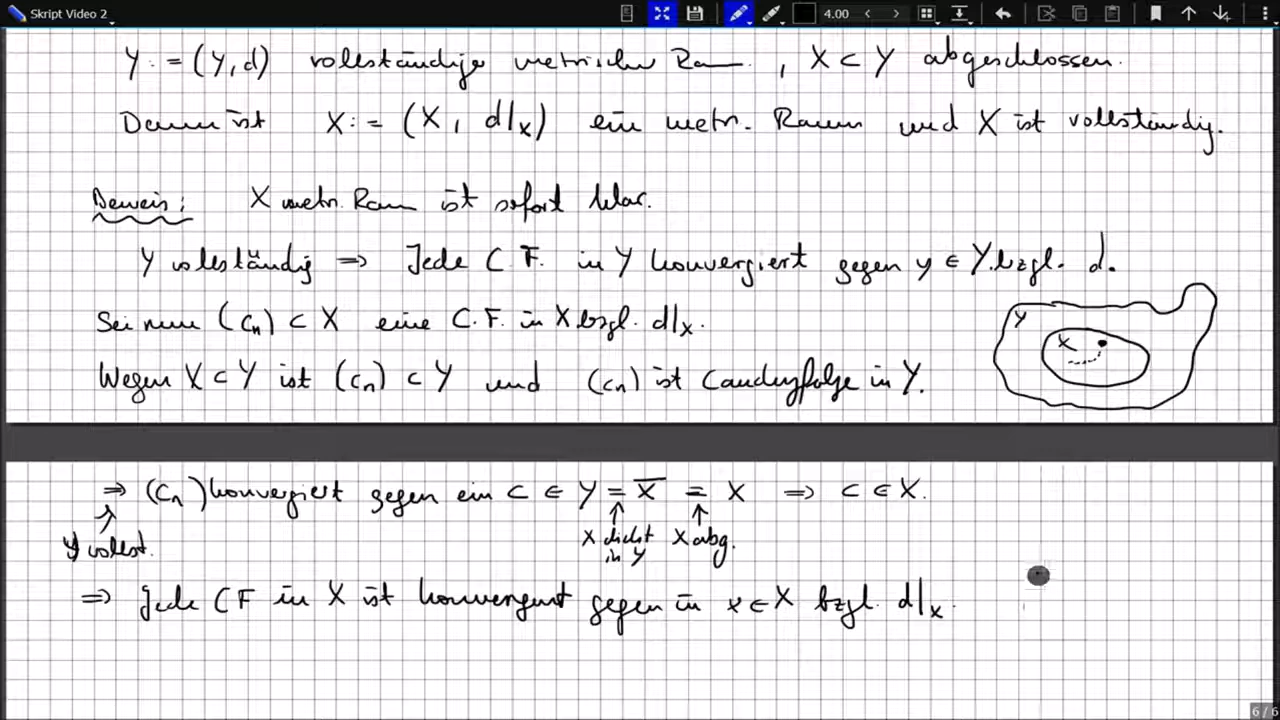 Skript Video 2
4.00
Y := (Y, d) vollständiger metrischer Raum, X ⊂ Y abgeschlossen.
Dann ist X := (X, d|x) ein metr. Raum und X ist vollständig.
Beweis: X metr. Raum ist sofort klar.
Y vollständig ⇒ Jede C.F. in Y konvergiert gegen y ∈ Y bzgl. d.
Sei nun (cn) ⊂ X eine C.F. in X bzgl. d|x.
Y
X
Wegen X ⊂ Y ist (cn) ⊂ Y und (cn) ist Cauchyfolge in Y.
⇒ (cn) konvergiert gegen ein c ∈ Y = X̅ = X ⇒ c ∈ X.
Y vollst. X dicht in Y X abg.
⇒ Jede CF in X ist konvergent gegen in x ∈ X bzgl. d|x.
6 / 6